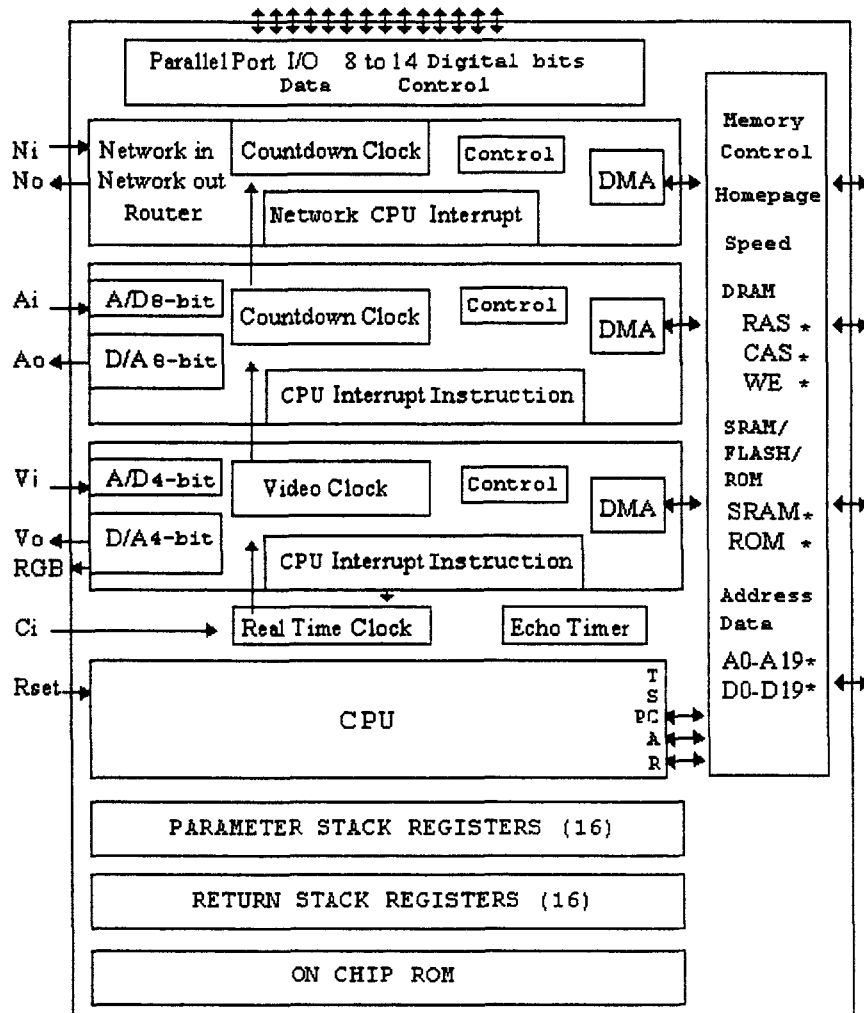 Parallel Port I/O 8 to 14 Digital bits
Data Control
Ni
No
Network in
Network out
Router
Countdown Clock
Control
DMA
Network CPU Interrupt
Ai
Ao
A/D8-bit
D/A 8-bit
Countdown Clock
Control
DMA
CPU Interrupt Instruction
Vi
Vo
RGB
A/D4-bit
D/A4-bit
Video Clock
Control
DMA
CPU Interrupt Instruction
Ci
Real Time Clock
Echo Timer
Rset
CPU
T
S
PC
A
R
Memory
Control
Homepage
Speed
DRAM
RAS *
CAS *
WE *
SRAM/
FLASH/
ROM
SRAM*
ROM *
Address
Data
A0-A19*
D0-D19*
PARAMETER STACK REGISTERS (16)
RETURN STACK REGISTERS (16)
ON CHIP ROM